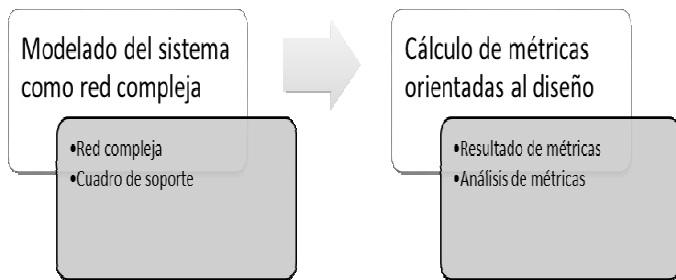 Modelado del sistema
como red compleja
•Red compleja
•Cuadro de soporte
Cálculo de métricas
orientadas al diseño
•Resultado de métricas
•Análisis de métricas